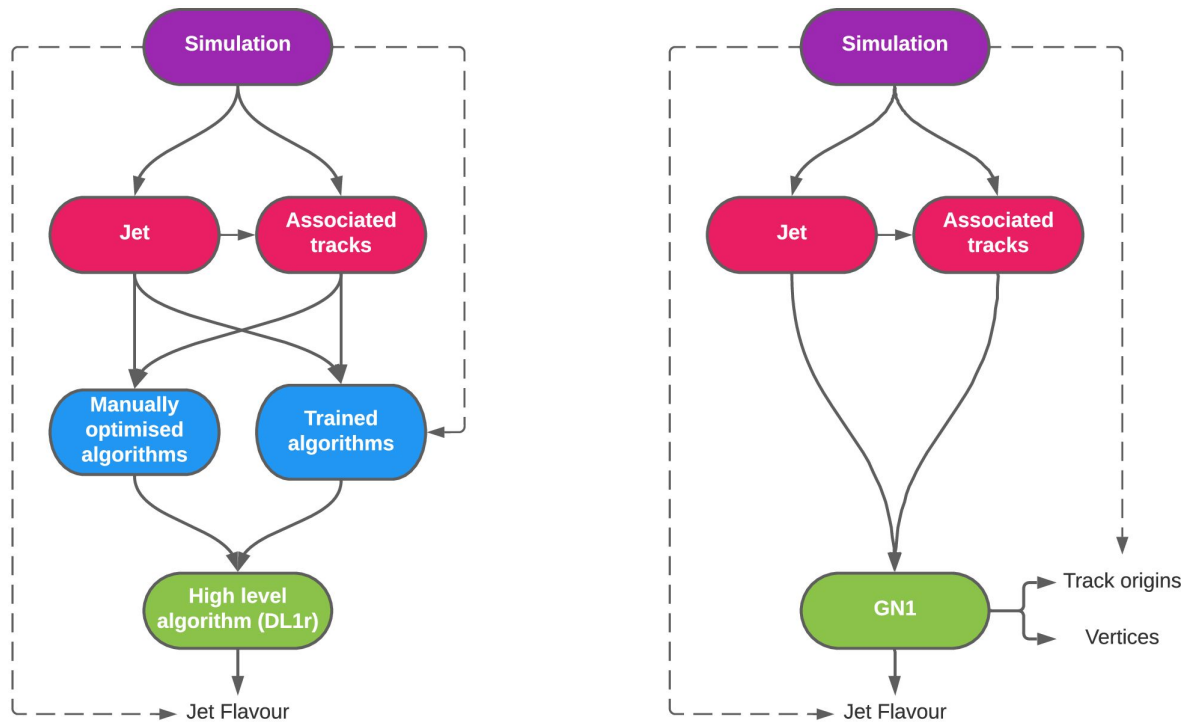 Simulation
Jet
Associated
tracks
Manually
optimised
algorithms
Trained
algorithms
High level
algorithm (DL1r)
Jet Flavour
Simulation
Jet
Associated
tracks
GN1
Track origins
Vertices
Jet Flavour